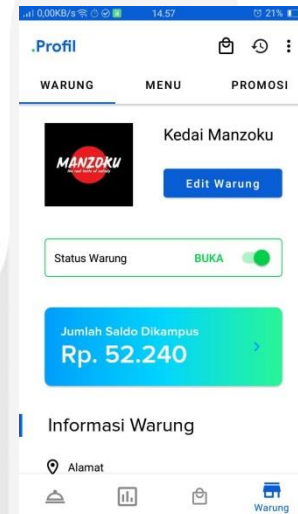 0,00KB/s
14.57
21%
.Profil
WARUNG MENU PROMOSI
Kedai Manzoku
MANZOKU
Edit Warung
Status Warung BUKA
Jumlah Saldo Dikampus
Rp. 52.240
Informasi Warung
Alamat
Warung